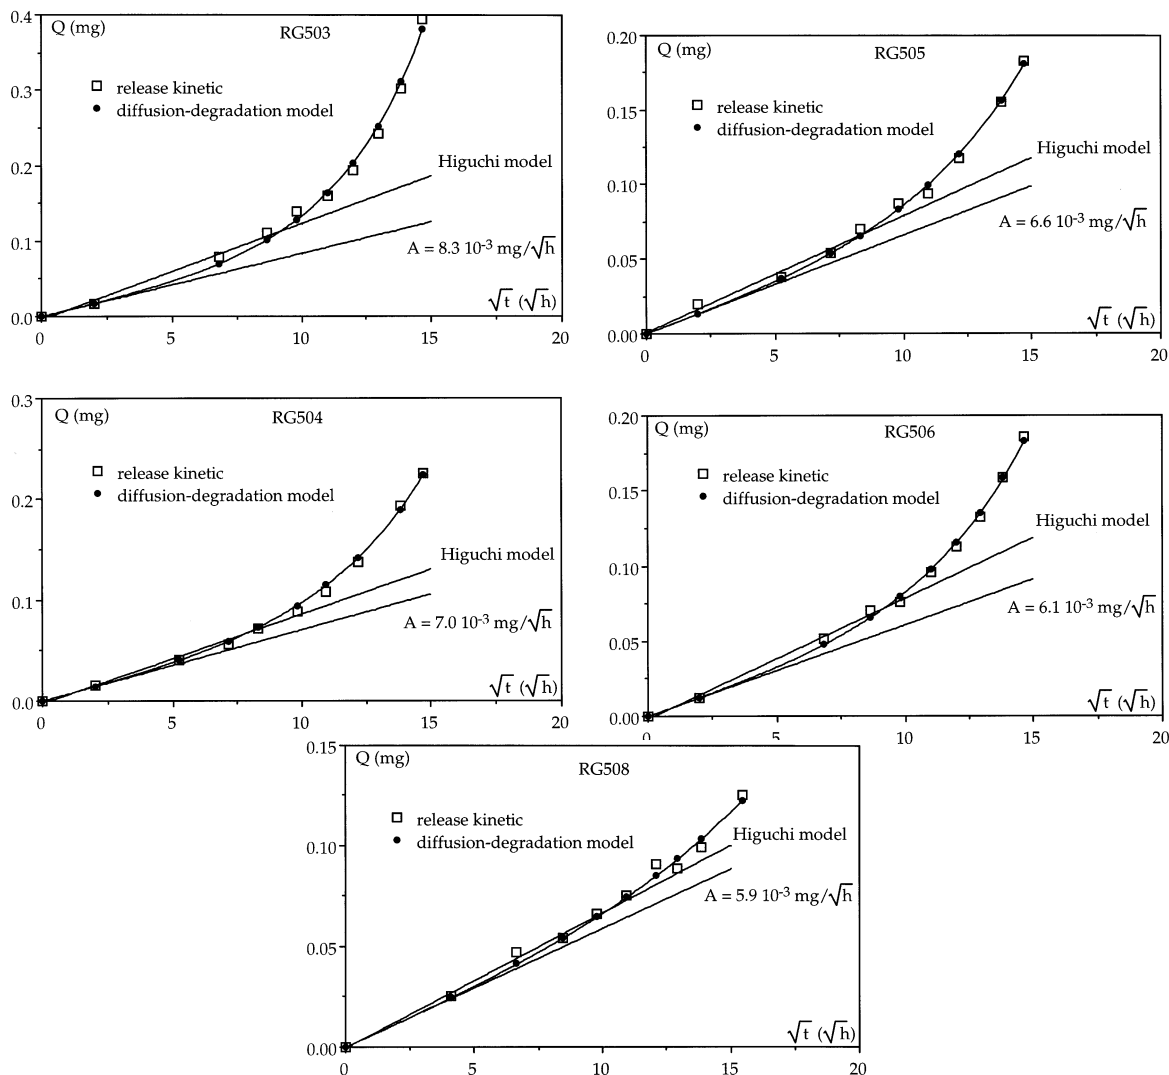 0.4
Q (mg)
RG503
release kinetic
diffusion-degradation model
0.3
0.2
Higuchi model
0.1
A = 8.3 10⁻³ mg/√h
√t (√h)
0.0
0 5 10 15 20
0.20
Q (mg)
RG505
release kinetic
diffusion-degradation model
0.15
Higuchi model
0.10
A = 6.6 10⁻³ mg/√h
0.05
√t (√h)
0.00
0 5 10 15 20
0.3
Q (mg)
RG504
release kinetic
diffusion-degradation model
0.2
Higuchi model
0.1
A = 7.0 10⁻³ mg/√h
√t (√h)
0.0
0 5 10 15 20
0.20
Q (mg)
RG506
release kinetic
diffusion-degradation model
0.15
Higuchi model
0.10
A = 6.1 10⁻³ mg/√h
0.05
√t (√h)
0.00
0 5 10 15 20
0.15
Q (mg)
RG508
release kinetic
diffusion-degradation model
Higuchi model
0.10
A = 5.9 10⁻³ mg/√h
0.05
√t (√h)
0.00
0 5 10 15 20